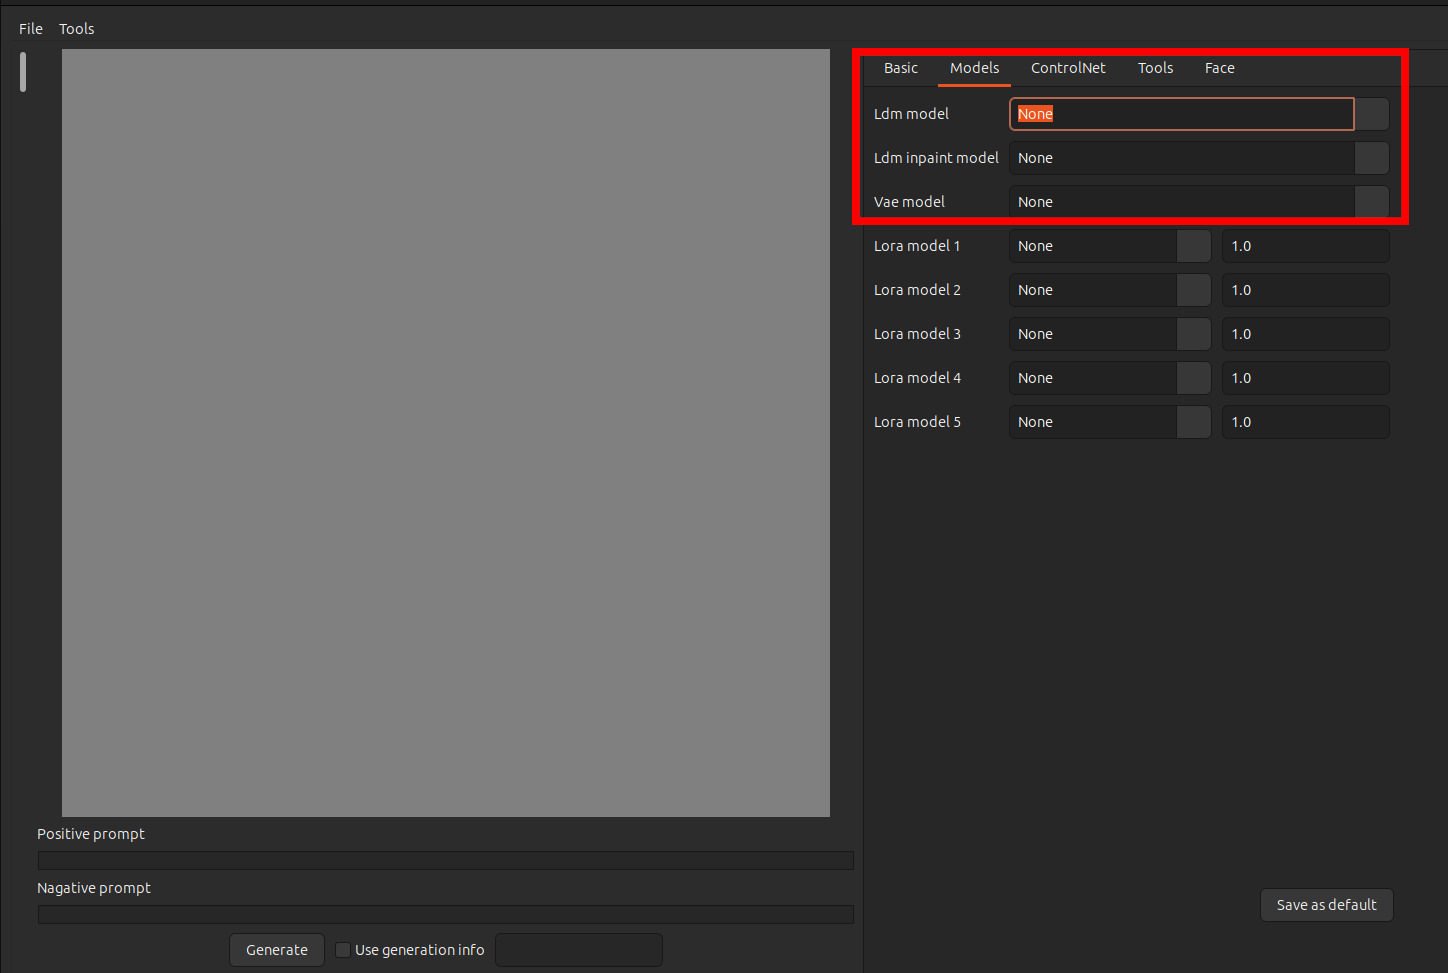 File Tools
Basic Models ControlNet Tools Face
Ldm model None
Ldm inpaint model None
Vae model None
Lora model 1 None 1.0
Lora model 2 None 1.0
Lora model 3 None 1.0
Lora model 4 None 1.0
Lora model 5 None 1.0
Positive prompt
Nagative prompt
Save as default
Generate Use generation info